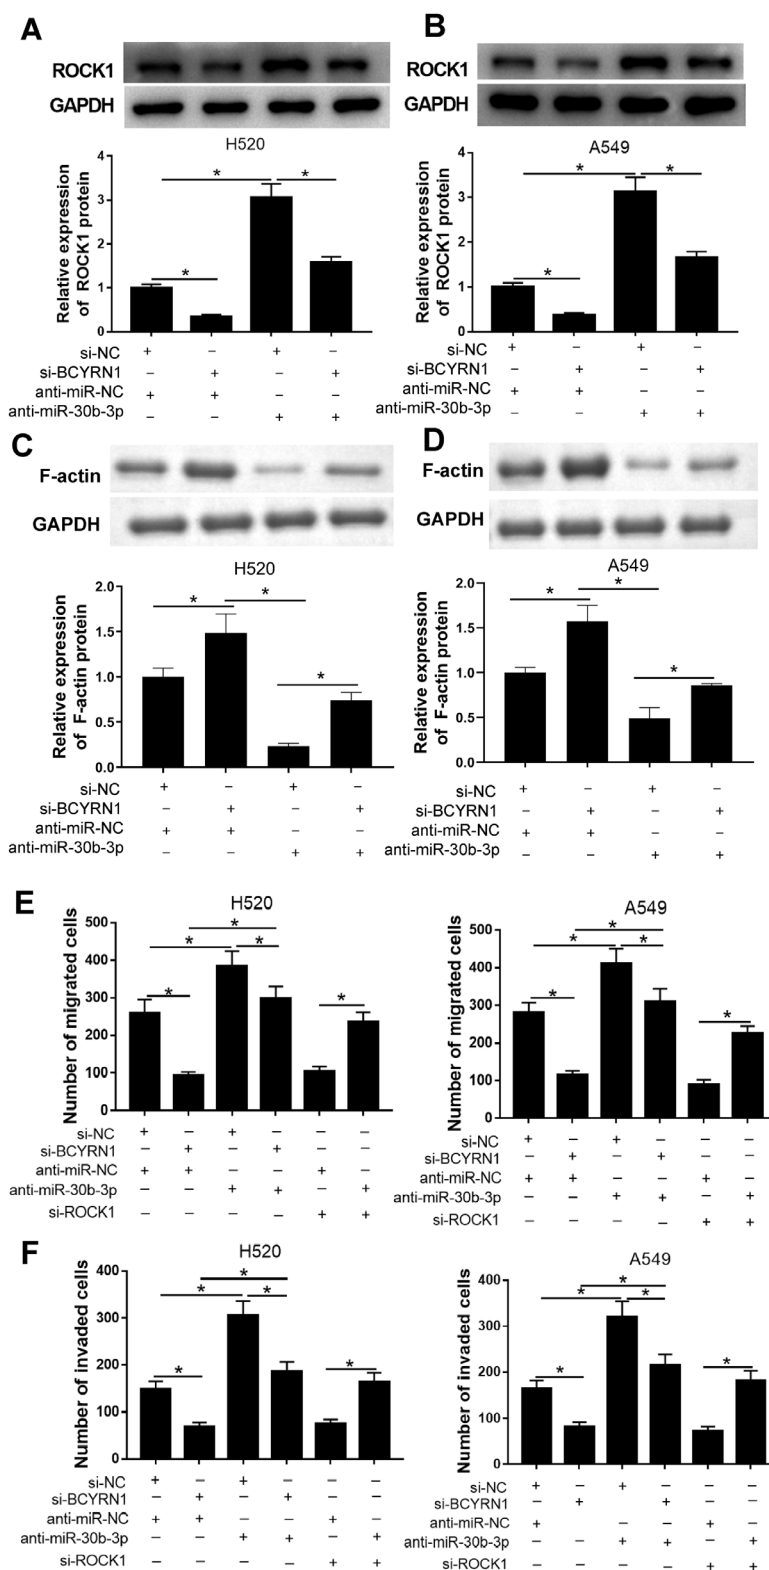 A
ROCK1
GAPDH
H520
Relative expression
of ROCK1 protein
4
3
2
1
0
* * *
si-NC + – + –
si-BCYRN1 – + – +
anti-miR-NC + + – –
anti-miR-30b-3p – – + +
B
ROCK1
GAPDH
A549
Relative expression
of ROCK1 protein
4
3
2
1
0
* * *
si-NC + – + –
si-BCYRN1 – + – +
anti-miR-NC + + – –
anti-miR-30b-3p – – + +
C
F-actin
GAPDH
H520
Relative expression
of F-actin protein
2.0
1.5
1.0
0.5
0.0
* * *
si-NC + – + –
si-BCYRN1 – + – +
anti-miR-NC + + – –
anti-miR-30b-3p – – + +
D
F-actin
GAPDH
A549
Relative expression
of F-actin protein
2.0
1.5
1.0
0.5
0.0
* * *
si-NC + – + –
si-BCYRN1 – + – +
anti-miR-NC + + – –
anti-miR-30b-3p – – + +
E
H520
Number of migrated cells
500
400
300
200
100
0
* * * * *
si-NC + – + – – –
si-BCYRN1 – + – + – –
anti-miR-NC + + – – + –
anti-miR-30b-3p – – + + – +
si-ROCK1 – – – – + +
A549
Number of migrated cells
500
400
300
200
100
0
* * * * *
si-NC + – + – – –
si-BCYRN1 – + – + – –
anti-miR-NC + + – – + –
anti-miR-30b-3p – – + + – +
si-ROCK1 – – – – + +
F
H520
Number of invaded cells
400
300
200
100
0
* * * * *
si-NC + – + – – –
si-BCYRN1 – + – + – –
anti-miR-NC + + – – + –
anti-miR-30b-3p – – + + – +
si-ROCK1 – – – – + +
A549
Number of invaded cells
400
300
200
100
0
* * * * *
si-NC + – + – – –
si-BCYRN1 – + – + – –
anti-miR-NC + – – – + –
anti-miR-30b-3p – – + + – +
si-ROCK1 – – – – + +